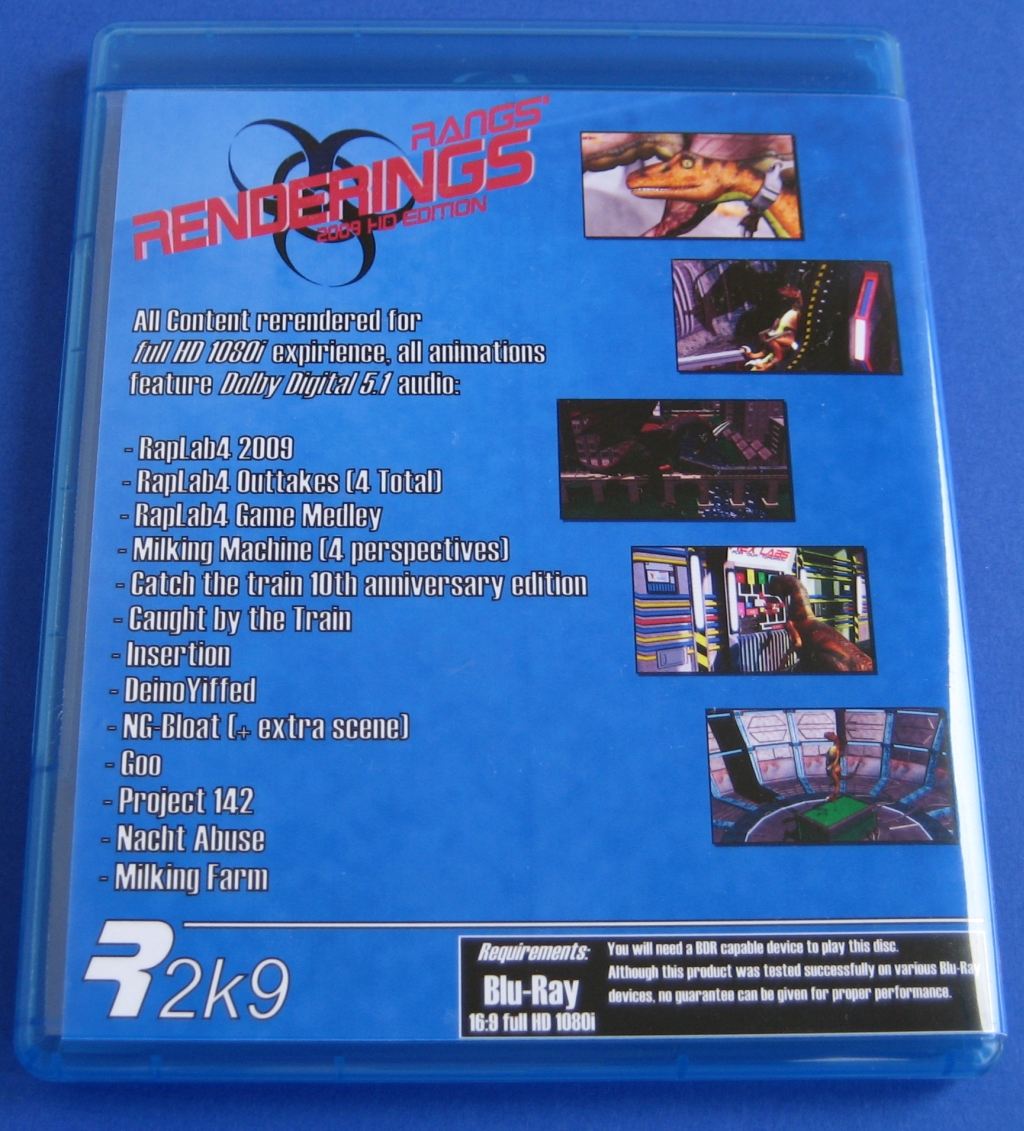 RANGS'
RENDERINGS
2009 HD EDITION
All Content rerendered for
full HD 1080i expirience, all animations
feature Dolby Digital 5.1 audio:
- RapLab4 2009
- RapLab4 Outtakes (4 Total)
- RapLab4 Game Medley
- Milking Machine (4 perspectives)
- Catch the train 10th anniversary edition
- Caught by the Train
- Insertion
- DeinoYiffed
- NG-Bloat (+ extra scene)
- Goo
- Project 142
- Nacht Abuse
- Milking Farm
LABS
R2k9
Requirements:
Blu-Ray
16:9 full HD 1080i
You will need a BDR capable device to play this disc.
Although this product was tested successfully on various Blu-Ray
devices, no guarantee can be given for proper performance.